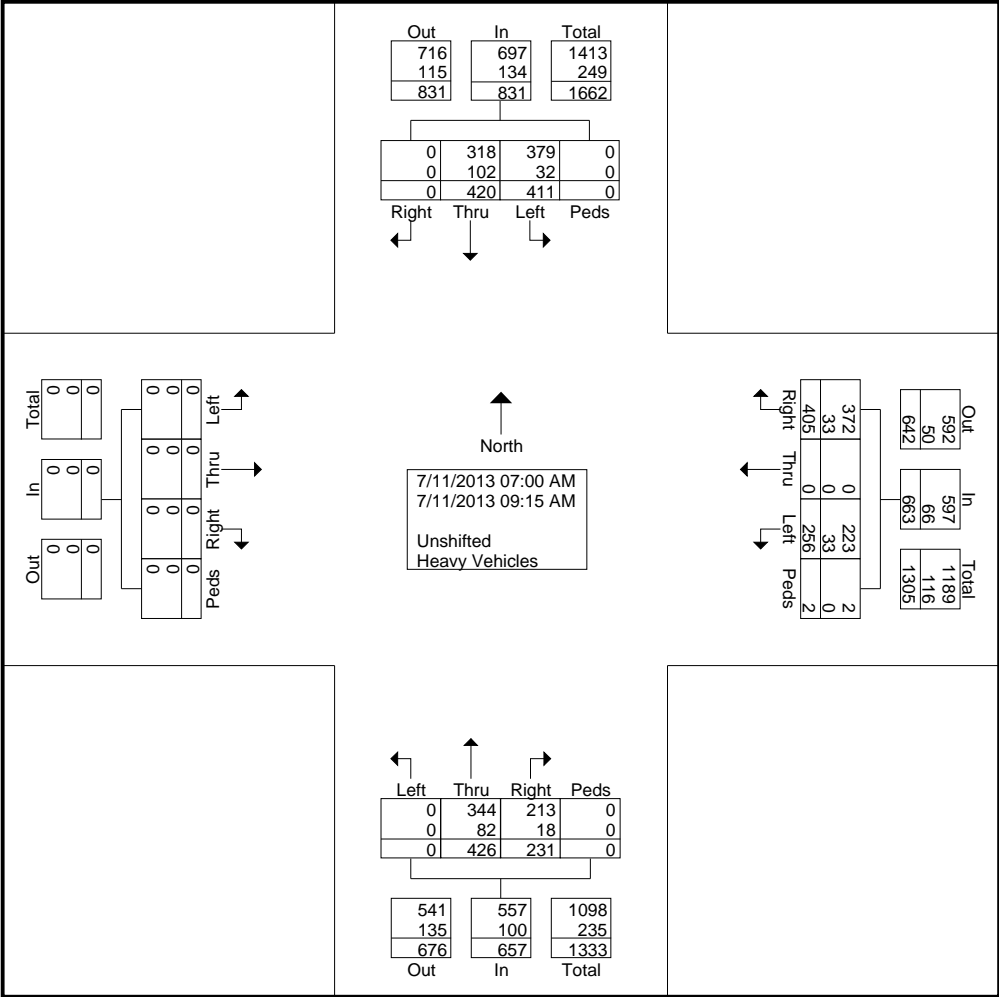 Out In Total
716 697 1413
115 134 249
831 831 1662
0 318 379 0
0 102 32 0
0 420 411 0
Right Thru Left Peds
Total
0 0 0
In
0 0 0
Out
0 0 0
Left
0 0 0
Thru
0 0 0
Right
0 0 0
Peds
0 0 0
North
7/11/2013 07:00 AM
7/11/2013 09:15 AM
Unshifted
Heavy Vehicles
Right Thru Left Peds
372 0 223 2
33 0 33 0
405 0 256 2
Out In Total
592 597 1189
50 66 116
642 663 1305
Left Thru Right Peds
0 344 213 0
0 82 18 0
0 426 231 0
541 557 1098
135 100 235
676 657 1333
Out In Total